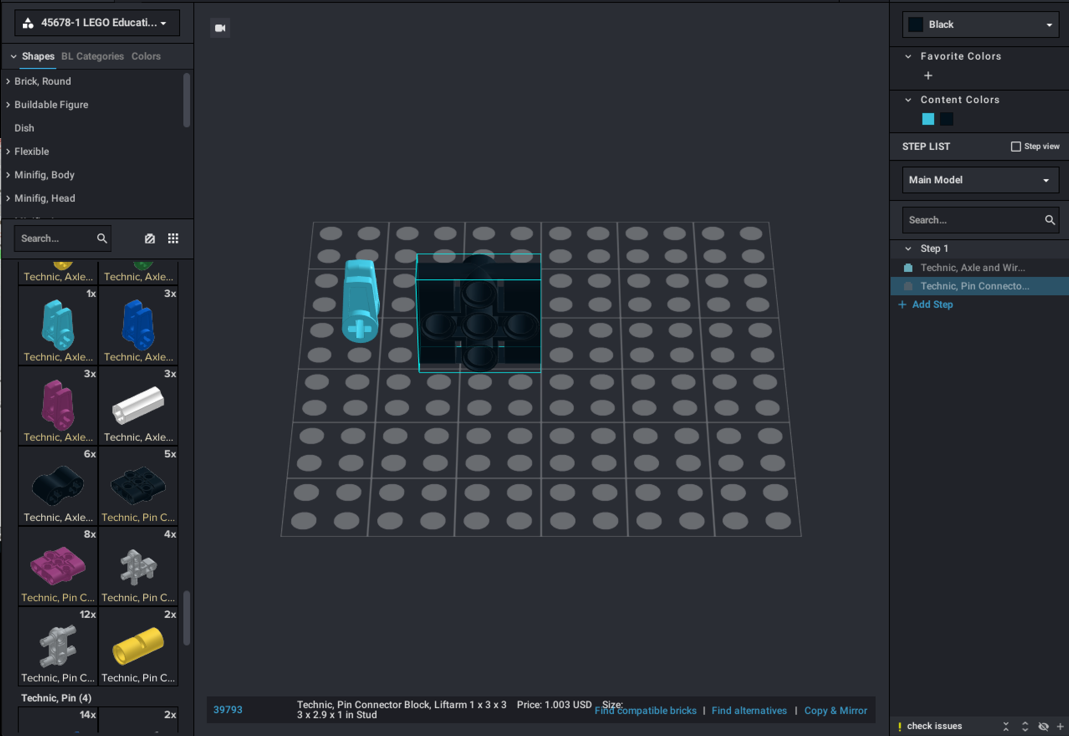 45678-1 LEGO Educati...
Shapes BL Categories Colors
Brick, Round
Buildable Figure
Dish
Flexible
Minifig, Body
Minifig, Head
Search...
Technic, Axle... Technic, Axle...
1x 3x
Technic, Axle... Technic, Axle...
3x 3x
Technic, Axle... Technic, Axle...
6x 5x
Technic, Axle... Technic, Pin C...
8x 4x
Technic, Pin C... Technic, Pin C...
12x 2x
Technic, Pin C... Technic, Pin C...
Technic, Pin (4)
14x 2x
39793
Technic, Pin Connector Block, Liftarm 1 x 3 x 3 Price: 1.003 USD Size:
3 x 2.9 x 1 in Stud
Find compatible bricks | Find alternatives | Copy & Mirror
Black
Favorite Colors
+
Content Colors
STEP LIST Step view
Main Model
Search...
Step 1
Technic, Axle and Wir...
Technic, Pin Connecto...
+ Add Step
check issues